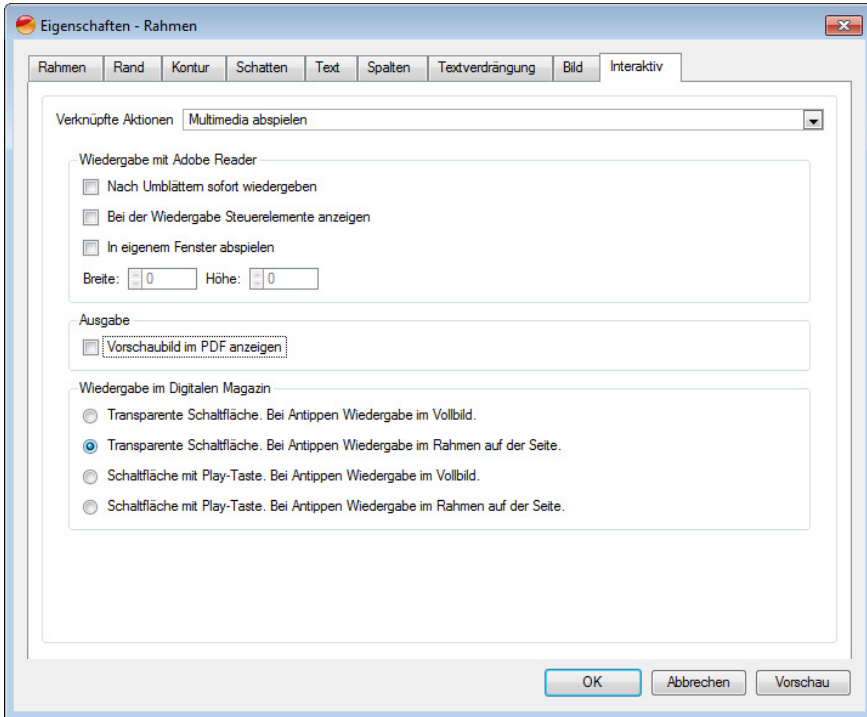 Eigenschaften - Rahmen
Rahmen Rand Kontur Schatten Text Spalten Textverdrängung Bild Interaktiv
Verknüpfte Aktionen Multimedia abspielen
Wiedergabe mit Adobe Reader
Nach Umblättern sofort wiedergeben
Bei der Wiedergabe Steuerelemente anzeigen
In eigenem Fenster abspielen
Breite: 0 Höhe: 0
Ausgabe
Vorschaubild im PDF anzeigen
Wiedergabe im Digitalen Magazin
Transparente Schaltfläche. Bei Antippen Wiedergabe im Vollbild.
Transparente Schaltfläche. Bei Antippen Wiedergabe im Rahmen auf der Seite.
Schaltfläche mit Play-Taste. Bei Antippen Wiedergabe im Vollbild.
Schaltfläche mit Play-Taste. Bei Antippen Wiedergabe im Rahmen auf der Seite.
OK Abbrechen Vorschau